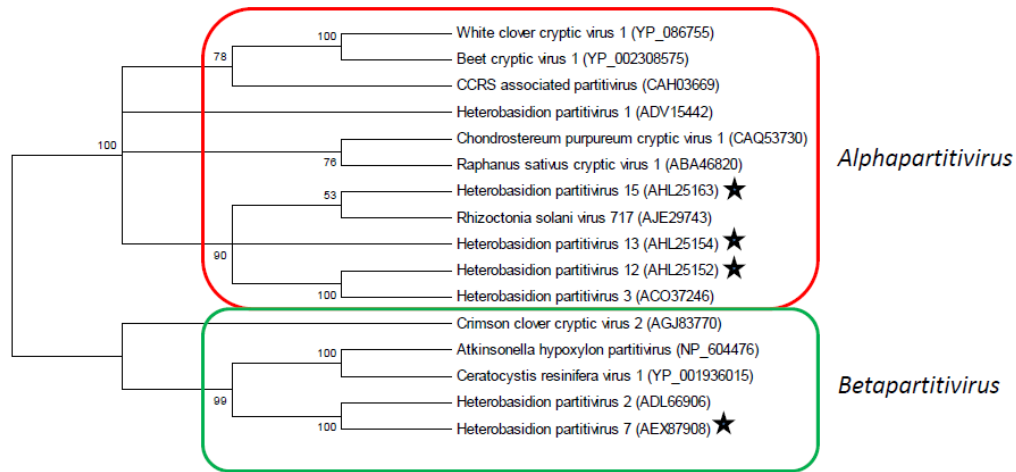 White clover cryptic virus 1 (YP_086755)
100
Beet cryptic virus 1 (YP_002308575)
78
CCRS associated partitivirus (CAH03669)
Heterobasidion partitivirus 1 (ADV15442)
Chondrostereum purpureum cryptic virus 1 (CAQ53730)
100
Alphapartitivirus
76
Raphanus sativus cryptic virus 1 (ABA46820)
Heterobasidion partitivirus 15 (AHL25163)
53
Rhizoctonia solani virus 717 (AJE29743)
Heterobasidion partitivirus 13 (AHL25154)
90
Heterobasidion partitivirus 12 (AHL25152)
100
Heterobasidion partitivirus 3 (ACO37246)
Crimson clover cryptic virus 2 (AGJ83770)
Atkinsonella hypoxylon partitivirus (NP_604476)
100
Ceratocystis resinifera virus 1 (YP_001936015)
Betapartitivirus
99
Heterobasidion partitivirus 2 (ADL66906)
100
Heterobasidion partitivirus 7 (AEX87908)